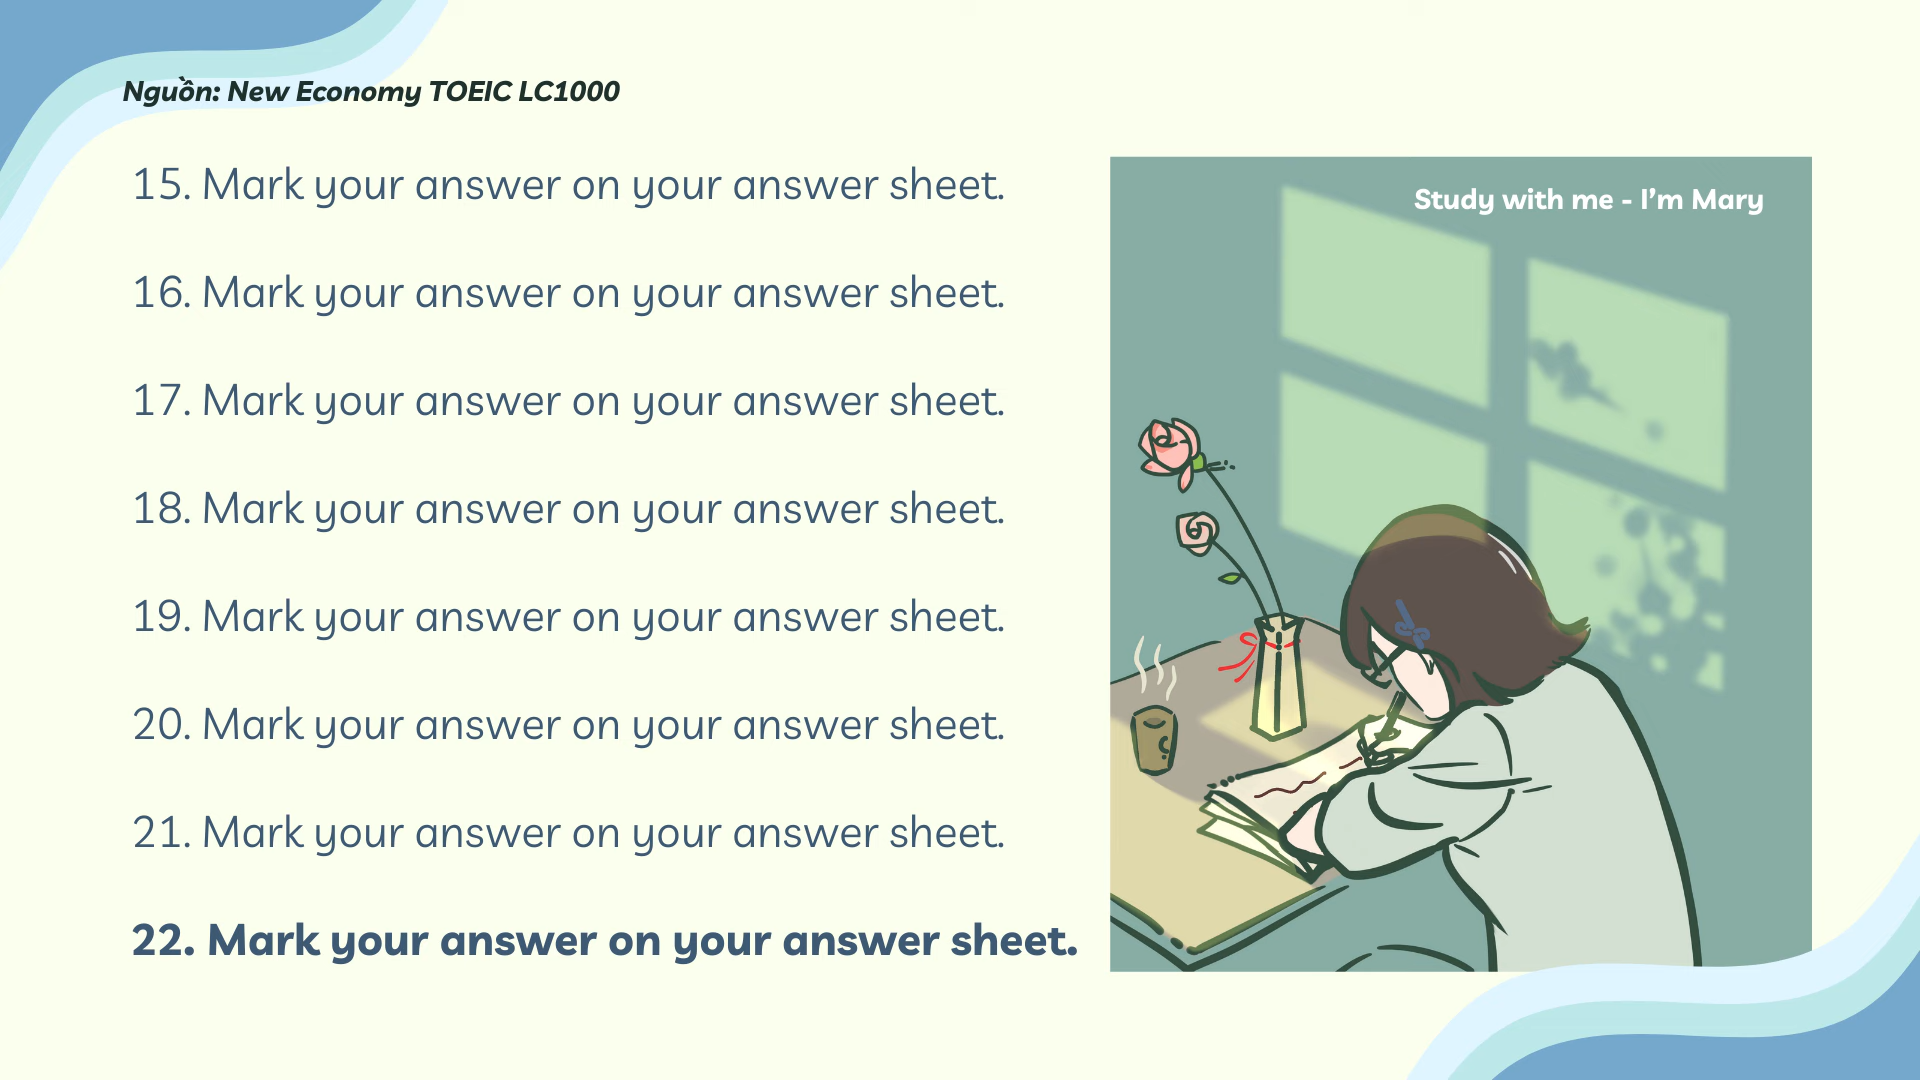 Nguồn: New Economy TOEIC LC1000
15. Mark your answer on your answer sheet.
16. Mark your answer on your answer sheet.
17. Mark your answer on your answer sheet.
18. Mark your answer on your answer sheet.
19. Mark your answer on your answer sheet.
20. Mark your answer on your answer sheet.
21. Mark your answer on your answer sheet.
22. Mark your answer on your answer sheet.
Study with me - I'm Mary